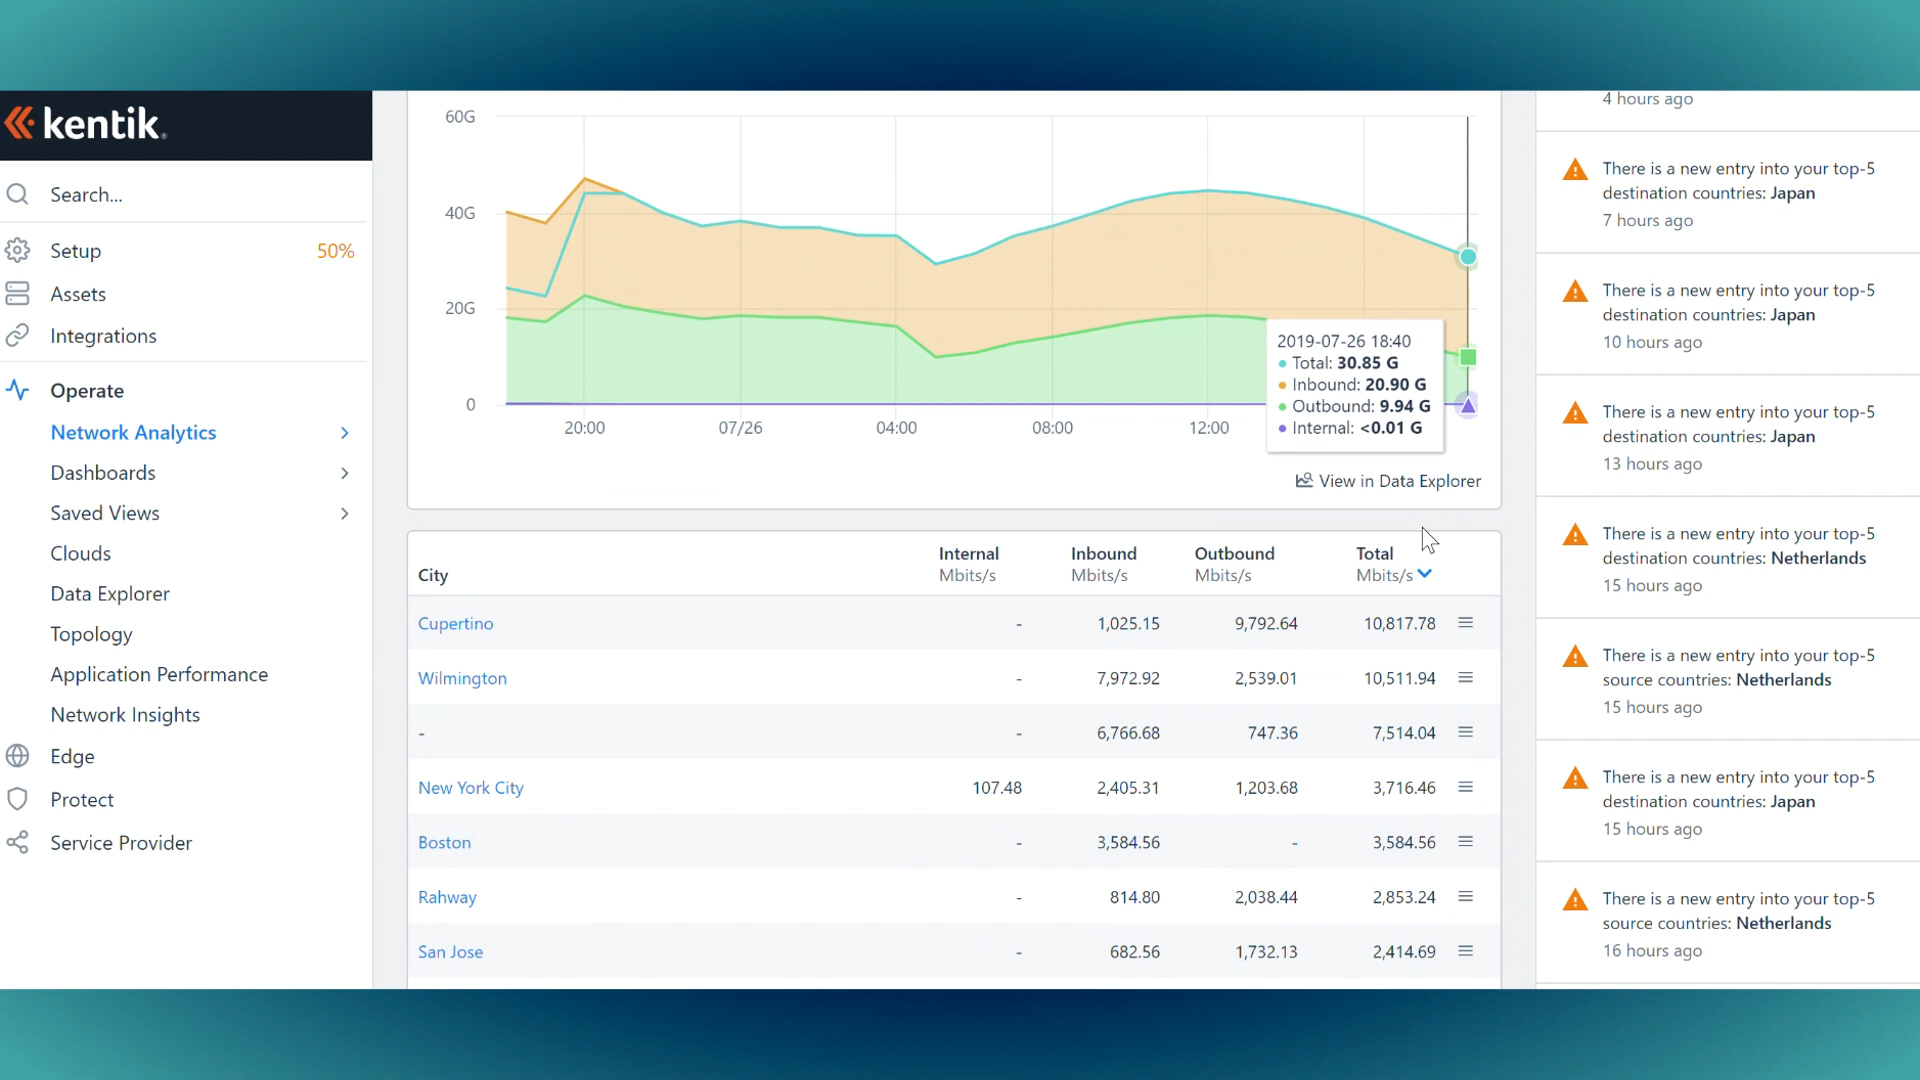 kentik
Search...
Setup 50%
Assets
Integrations
Operate
Network Analytics
Dashboards
Saved Views
Clouds
Data Explorer
Topology
Application Performance
Network Insights
Edge
Protect
Service Provider
60G
40G
20G
0
20:00 07/26 04:00 08:00 12:00
2019-07-26 18:40
Total: 30.85 G
Inbound: 20.90 G
Outbound: 9.94 G
Internal: <0.01 G
View in Data Explorer
City Internal Mbits/s Inbound Mbits/s Outbound Mbits/s Total Mbits/s
Cupertino - 1,025.15 9,792.64 10,817.78
Wilmington - 7,972.92 2,539.01 10,511.94
- - 6,766.68 747.36 7,514.04
New York City 107.48 2,405.31 1,203.68 3,716.46
Boston - 3,584.56 - 3,584.56
Rahway - 814.80 2,038.44 2,853.24
San Jose - 682.56 1,732.13 2,414.69
4 hours ago
There is a new entry into your top-5
destination countries: Japan
7 hours ago
There is a new entry into your top-5
destination countries: Japan
10 hours ago
There is a new entry into your top-5
destination countries: Japan
13 hours ago
There is a new entry into your top-5
destination countries: Netherlands
15 hours ago
There is a new entry into your top-5
source countries: Netherlands
15 hours ago
There is a new entry into your top-5
destination countries: Japan
15 hours ago
There is a new entry into your top-5
source countries: Netherlands
16 hours ago